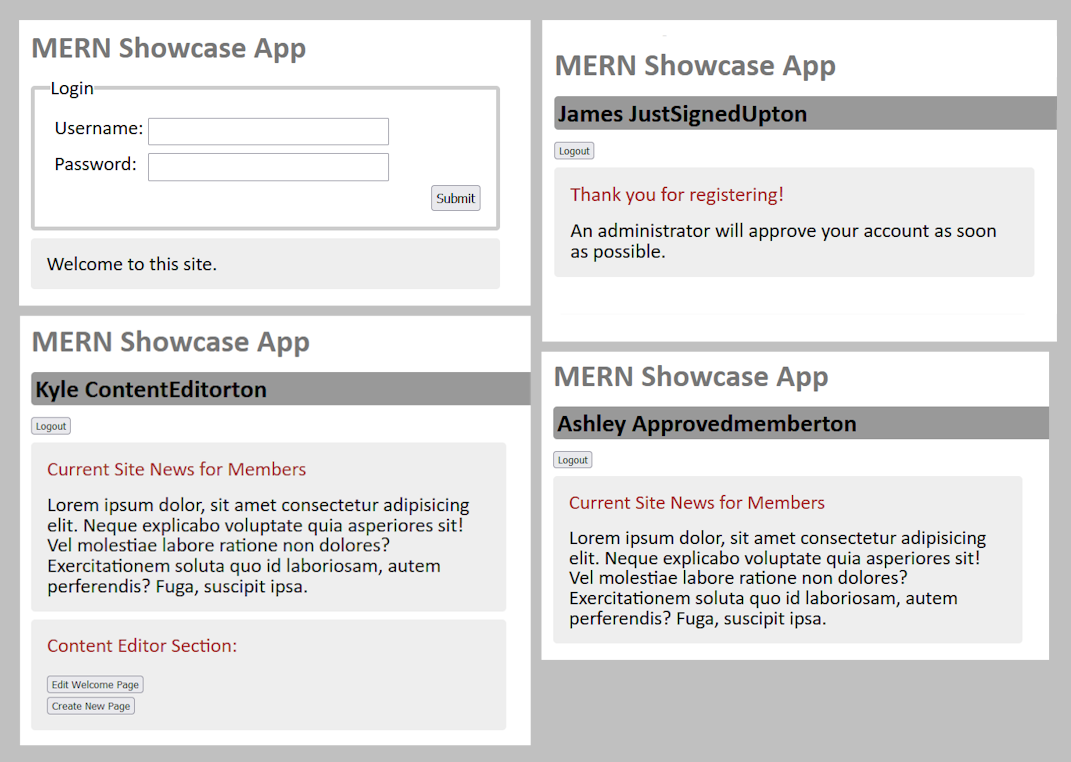 MERN Showcase App
Login
Username:
Password:
Submit
Welcome to this site.
MERN Showcase App
James JustSignedUpton
Logout
Thank you for registering!
An administrator will approve your account as soon
as possible.
MERN Showcase App
Kyle ContentEditorton
Logout
Current Site News for Members
Lorem ipsum dolor, sit amet consectetur adipisicing
elit. Neque explicabo voluptate quia asperiores sit!
Vel molestiae labore ratione non dolores?
Exercitationem soluta quo id laboriosam, autem
perferendis? Fuga, suscipit ipsa.
Content Editor Section:
Edit Welcome Page
Create New Page
MERN Showcase App
Ashley Approvedmemberton
Logout
Current Site News for Members
Lorem ipsum dolor, sit amet consectetur adipisicing
elit. Neque explicabo voluptate quia asperiores sit!
Vel molestiae labore ratione non dolores?
Exercitationem soluta quo id laboriosam, autem
perferendis? Fuga, suscipit ipsa.